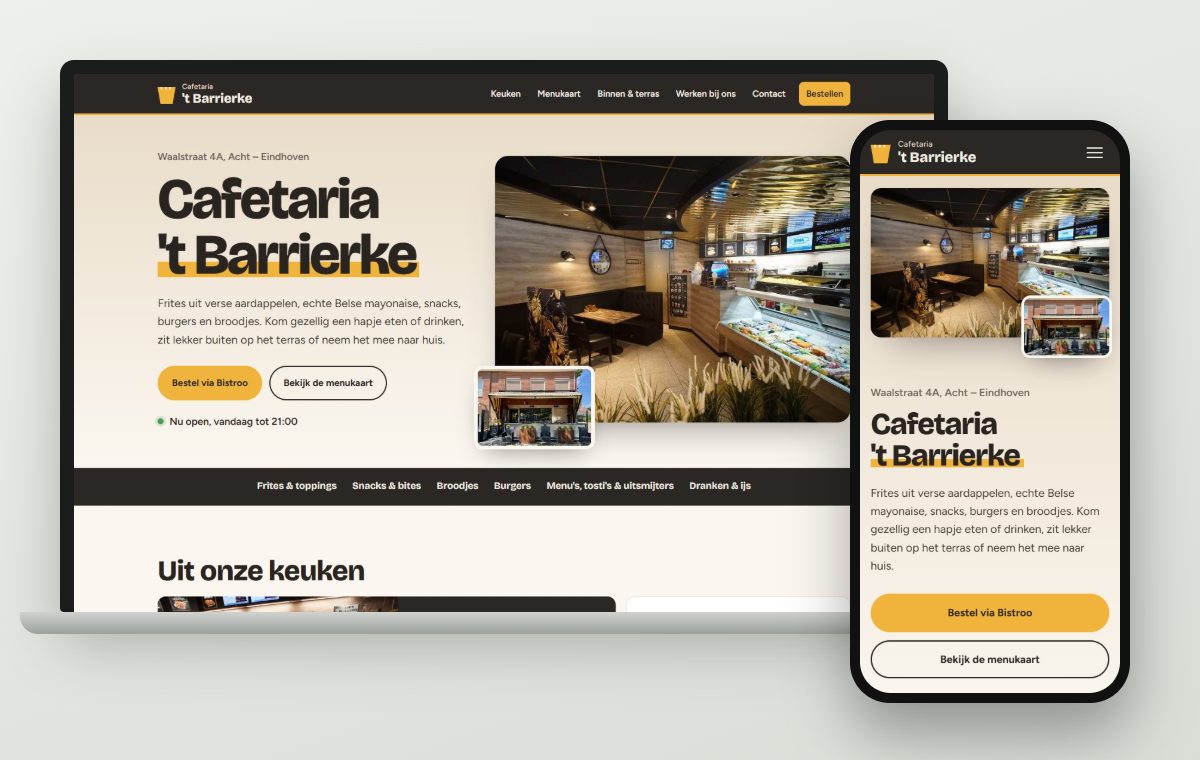 Cafetaria
't Barrierke
Keuken Menukaart Binnen & terras Werken bij ons Contact Bestellen
Waalstraat 4A, Acht – Eindhoven
Cafetaria
't Barrierke
Frites uit verse aardappelen, echte Belse mayonaise, snacks,
burgers en broodjes. Kom gezellig een hapje eten of drinken,
zit lekker buiten op het terras of neem het mee naar huis.
Bestel via Bistroo Bekijk de menukaart
Nu open, vandaag tot 21:00
Frites & toppings Snacks & bites Broodjes Burgers Menu's, tosti's & uitsmijters Dranken & ijs
Uit onze keuken
Cafetaria
't Barrierke
Waalstraat 4A, Acht – Eindhoven
Cafetaria
't Barrierke
Frites uit verse aardappelen, echte Belse
mayonaise, snacks, burgers en broodjes. Kom
gezellig een hapje eten of drinken, zit lekker
buiten op het terras of neem het mee naar
huis.
Bestel via Bistroo
Bekijk de menukaart